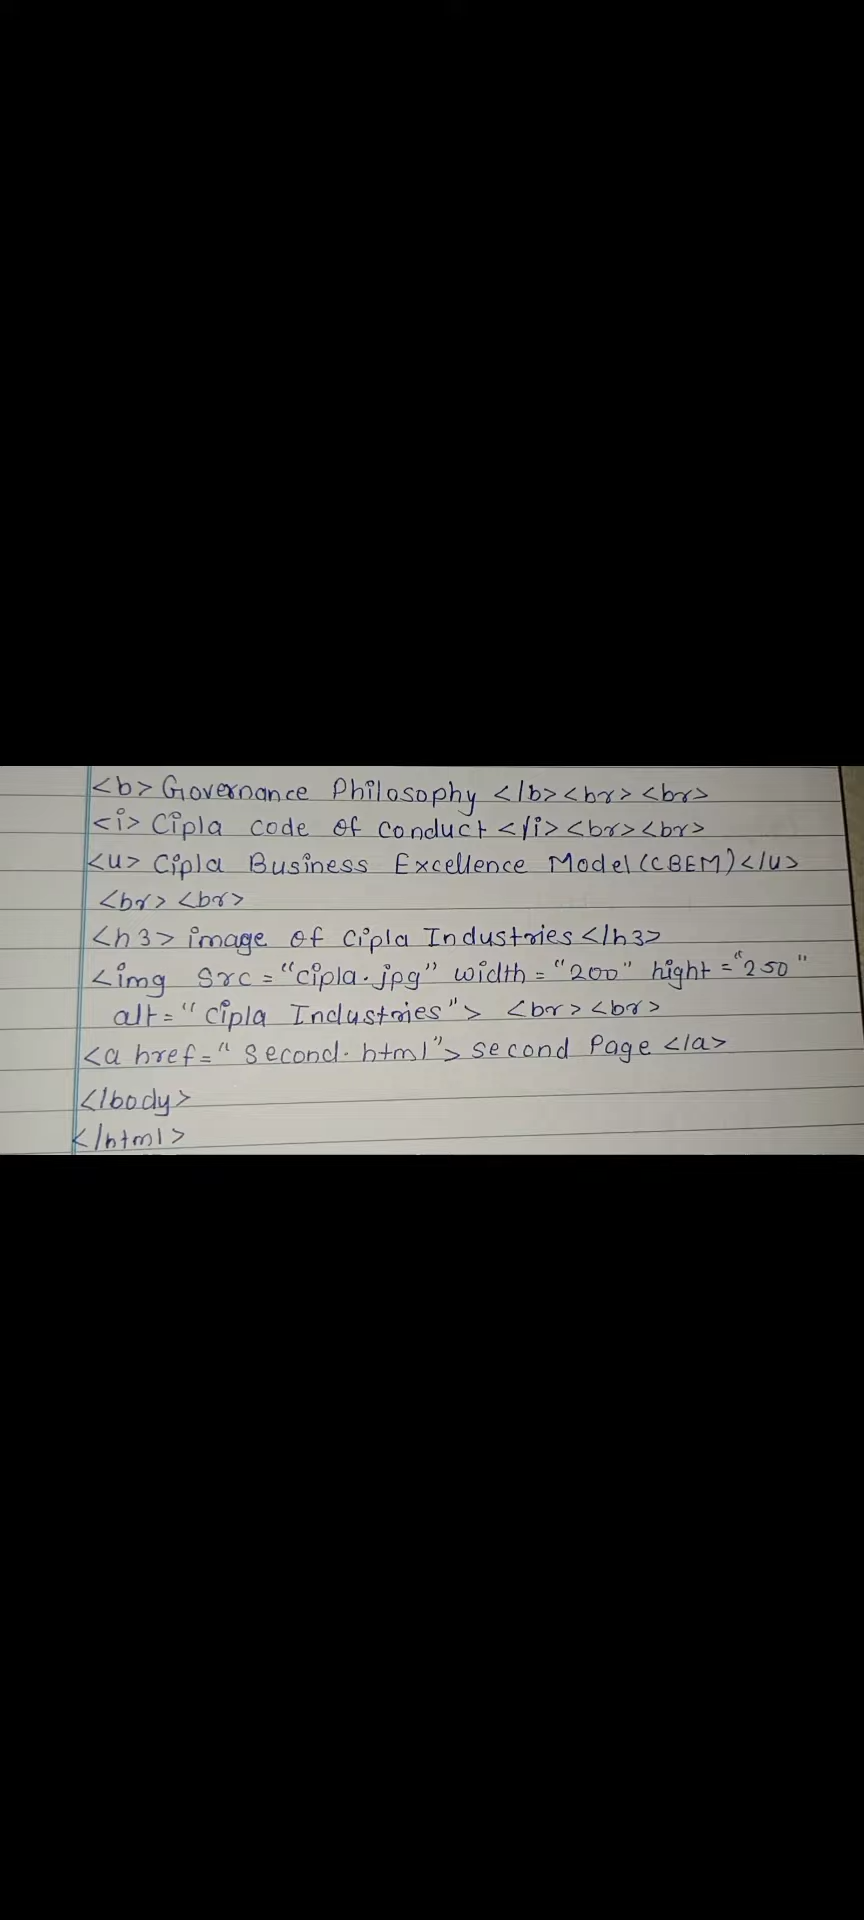 <b> Governance Philosophy </b><br><br>
<i> Cipla code of conduct </i><br><br>
<u> Cipla Business Excellence Model (CBEM) </u>
<br><br>
<h3> image of Cipla Industries </h3>
<img src = "cipla.jpg" width = "200" hight = "250"
alt = "Cipla Industries"> <br><br>
<a href = "second.html"> second Page </a>
</body>
</html>